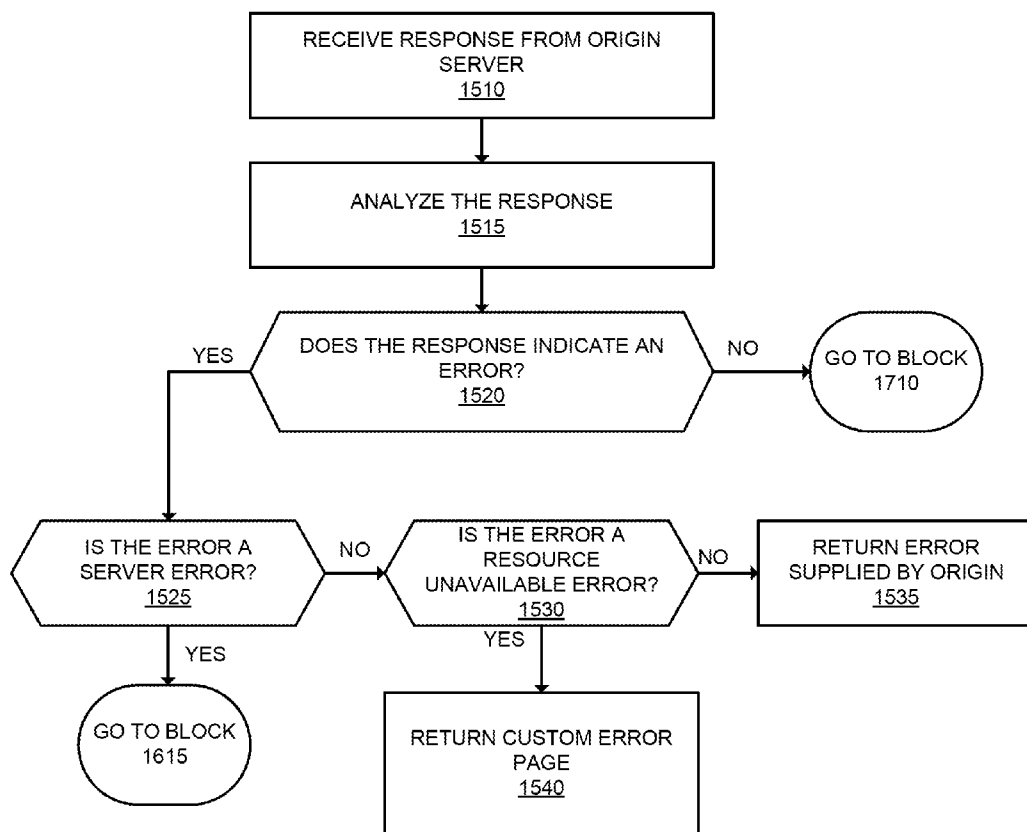 RECEIVE RESPONSE FROM ORIGIN
SERVER
1510
ANALYZE THE RESPONSE
1515
DOES THE RESPONSE INDICATE AN
ERROR?
1520
YES
NO
GO TO BLOCK
1710
IS THE ERROR A
SERVER ERROR?
1525
NO
IS THE ERROR A
RESOURCE
UNAVAILABLE ERROR?
1530
NO
RETURN ERROR
SUPPLIED BY ORIGIN
1535
YES
GO TO BLOCK
1615
YES
RETURN CUSTOM ERROR
PAGE
1540